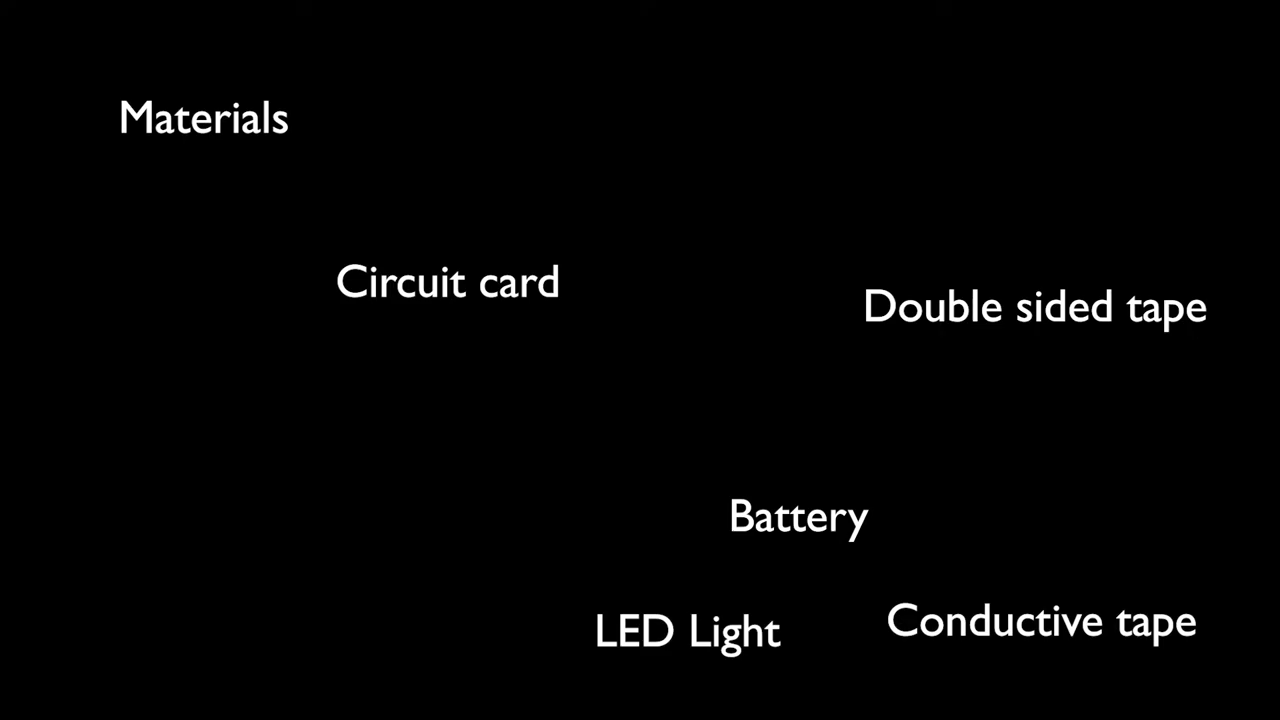 Materials
Circuit card
Double sided tape
Battery
LED Light
Conductive tape